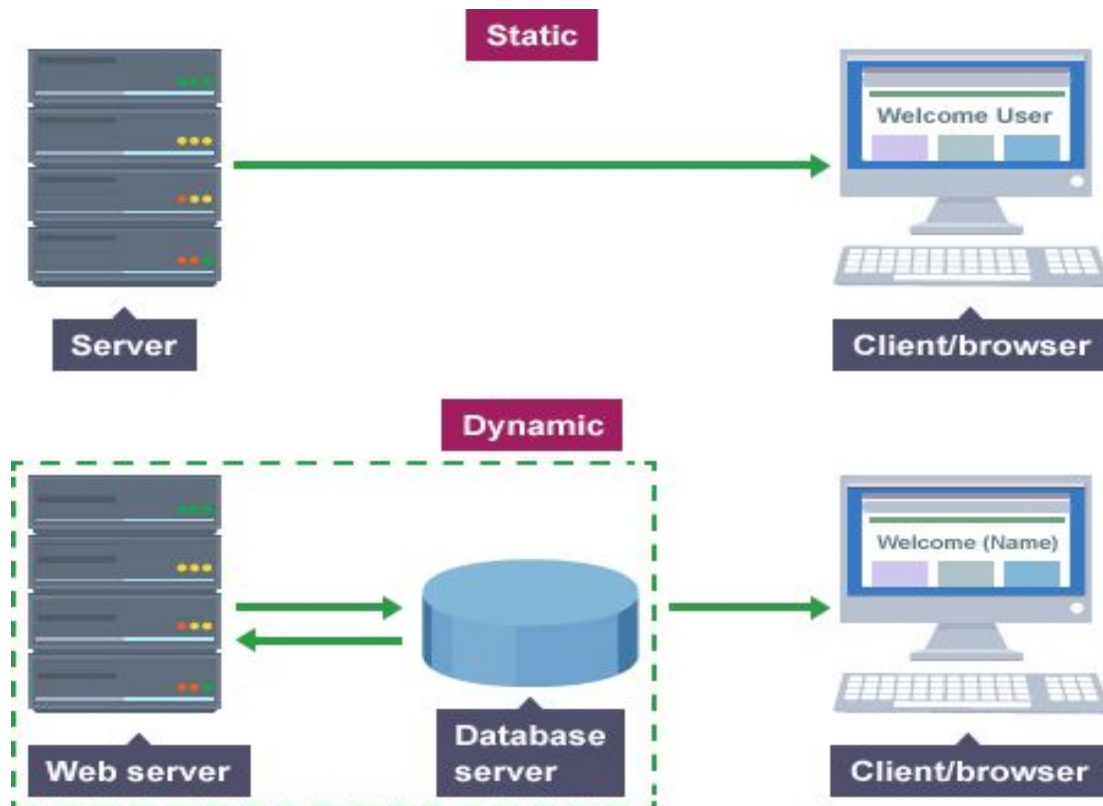 Static
Welcome User
Server
Client/browser
Dynamic
Welcome (Name)
Web server
Database
server
Client/browser